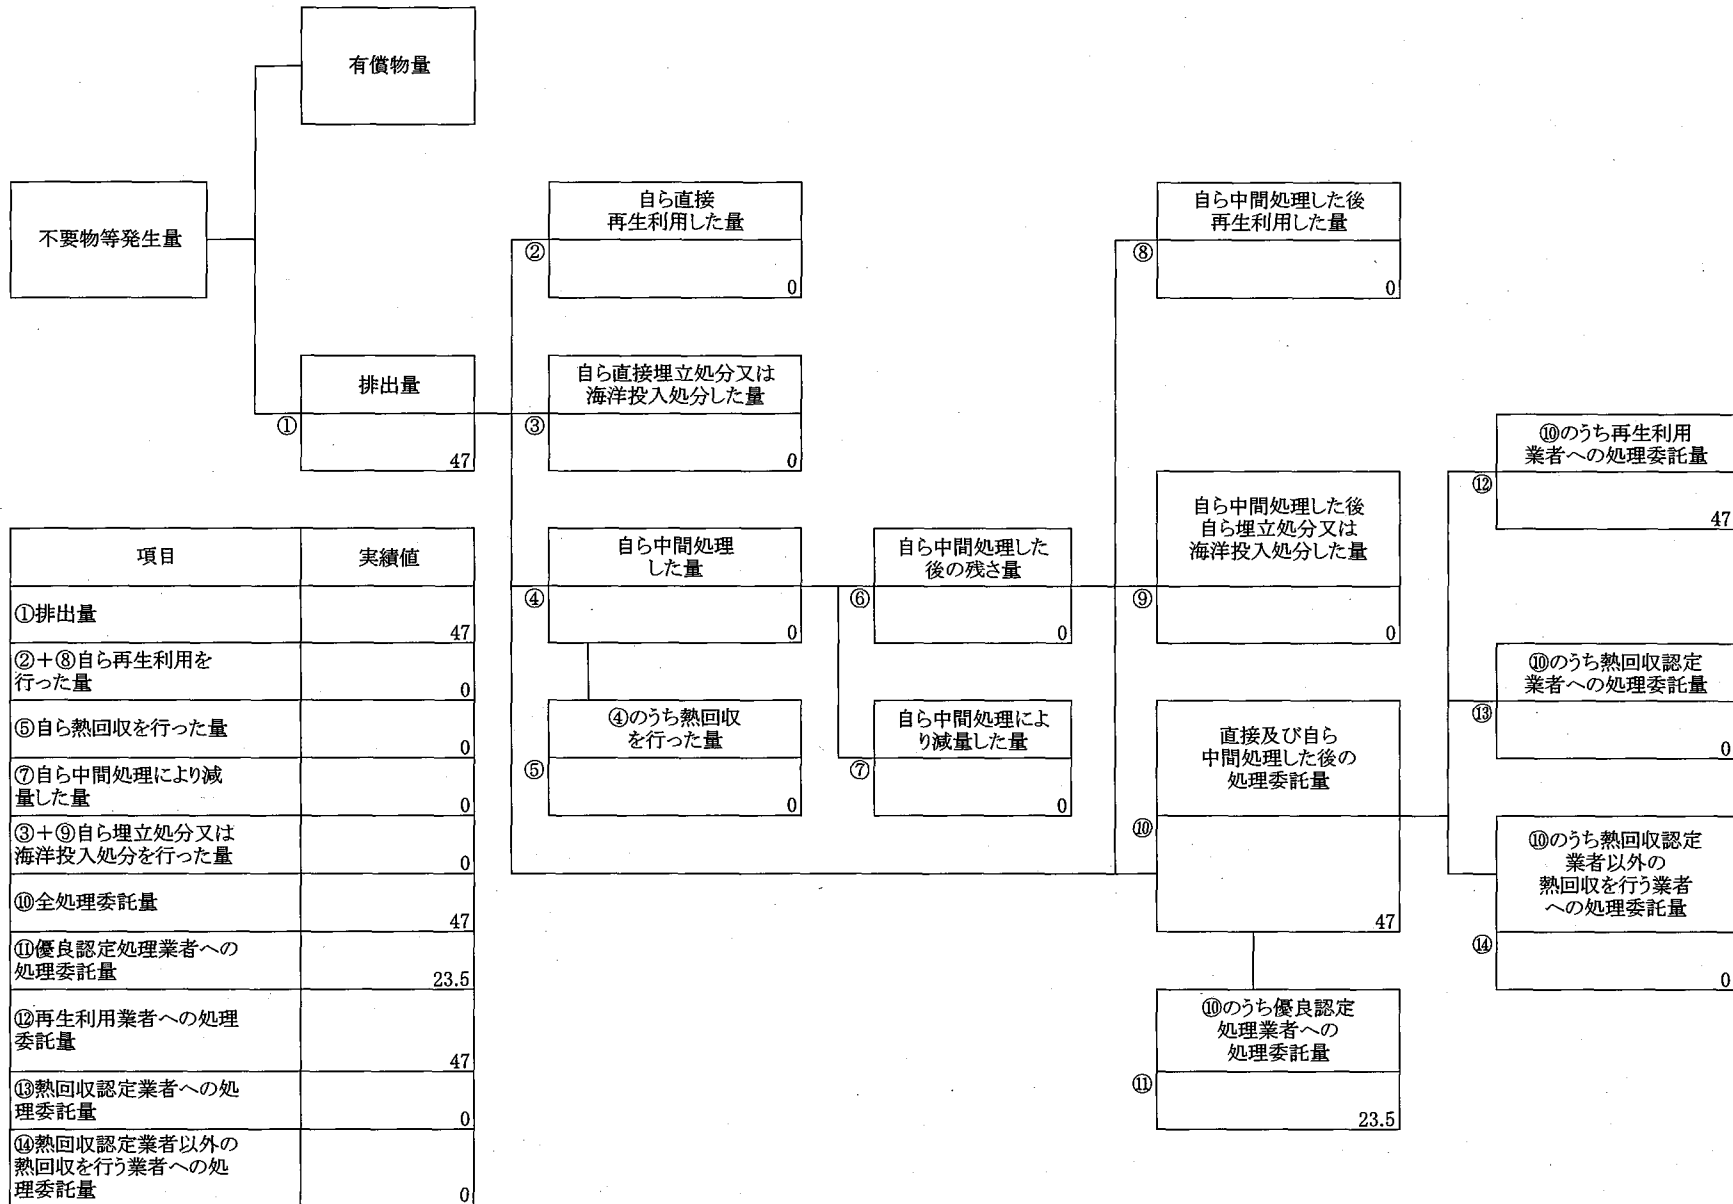 有償物量
不要物等発生量
自ら直接
再生利用した量
②
0
自ら中間処理した後
再生利用した量
⑧
0
排出量
①
47
自ら直接埋立処分又は
海洋投入処分した量
③
0
⑩のうち再生利用
業者への処理委託量
⑫
47
自ら中間処理
した量
④
0
自ら中間処理した
後の残さ量
⑥
0
自ら中間処理した後
自ら埋立処分又は
海洋投入処分した量
⑨
0
⑩のうち熱回収認定
業者への処理委託量
⑬
0
④のうち熱回収
を行った量
⑤
0
自ら中間処理によ
り減量した量
⑦
0
直接及び自ら
中間処理した後の
処理委託量
⑩
47
⑩のうち熱回収認定
業者以外の
熱回収を行う業者
への処理委託量
⑭
0
⑩のうち優良認定
処理業者への
処理委託量
⑪
23.5
項目 実績値
①排出量
47
②+⑧自ら再生利用を
行った量
0
⑤自ら熱回収を行った量
0
⑦自ら中間処理により減
量した量
0
③+⑨自ら埋立処分又は
海洋投入処分を行った量
0
⑩全処理委託量
47
⑪優良認定処理業者への
処理委託量
23.5
⑫再生利用業者への処理
委託量
47
⑬熱回収認定業者への処
理委託量
0
⑭熱回収認定業者以外の
熱回収を行う業者への処
理委託量
0